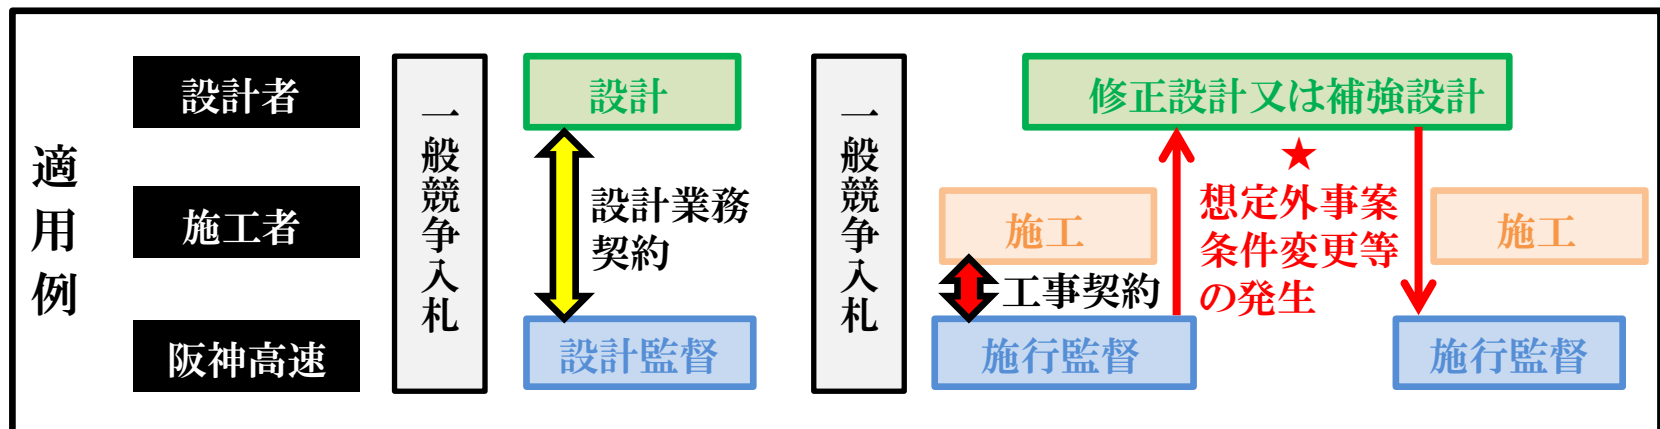 適用例
設計者
施工者
阪神高速
一般競争入札
設計
設計業務
契約
設計監督
一般競争入札
修正設計又は補強設計
★
想定外事案
条件変更等
の発生
施工
工事契約
施行監督
施工
施行監督